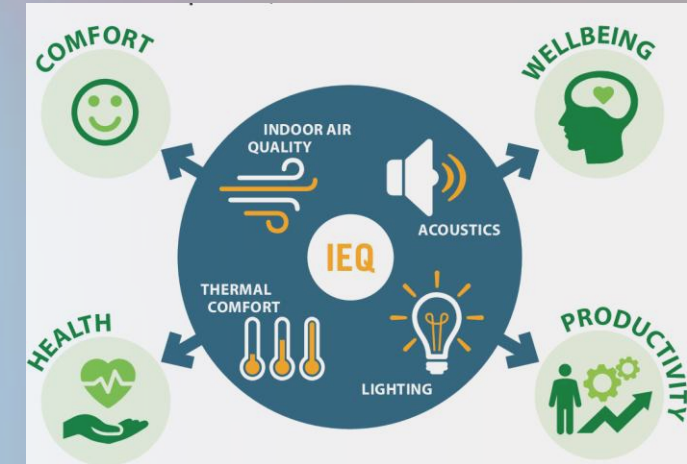 COMFORT
WELLBEING
INDOOR AIR
QUALITY
ACOUSTICS
IEQ
THERMAL
COMFORT
LIGHTING
HEALTH
PRODUCTIVITY